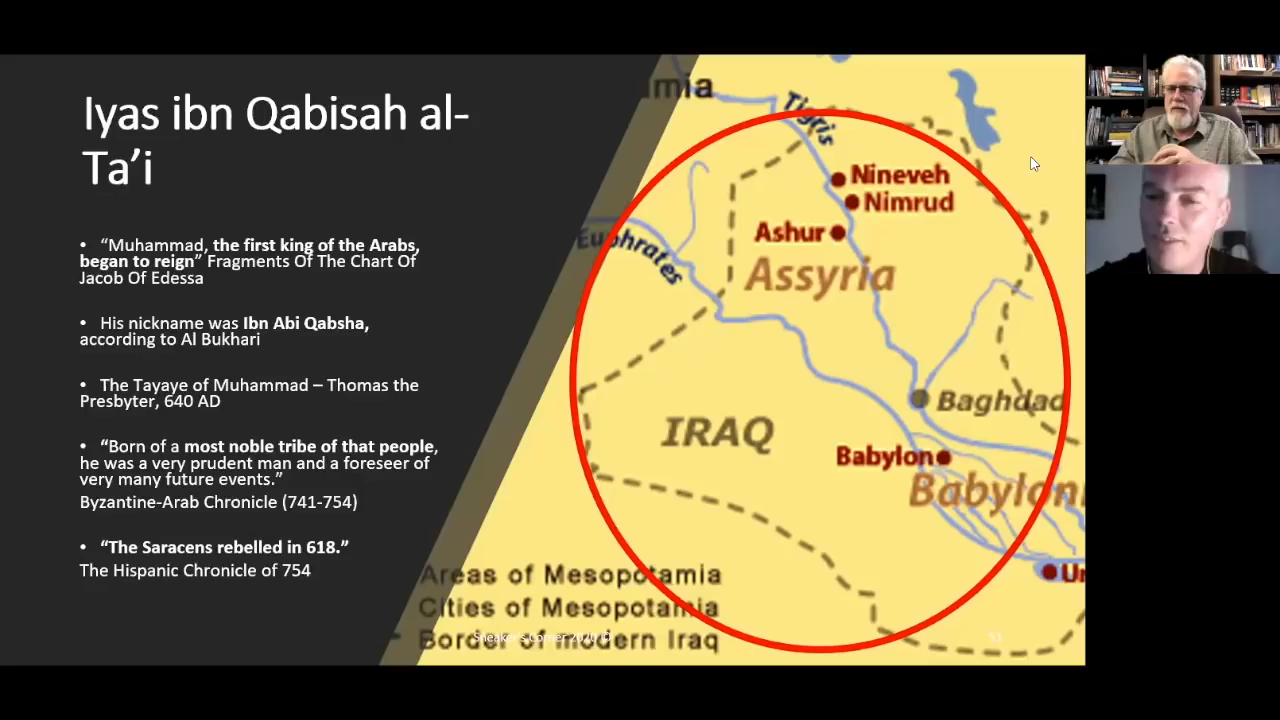 Iyas ibn Qabisah al-
Ta’i
• “Muhammad, the first king of the Arabs,
began to reign” Fragments Of The Chart Of
Jacob Of Edessa
• His nickname was Ibn Abi Qabsha,
according to Al Bukhari
• The Tayaye of Muhammad – Thomas the
Presbyter, 640 AD
• “Born of a most noble tribe of that people,
he was a very prudent man and a foreseer of
very many future events.”
Byzantine-Arab Chronicle (741-754)
• “The Saracens rebelled in 618.”
The Hispanic Chronicle of 754
mia
Tigris
Nineveh
Nimrud
Ashur
Euphrates
Assyria
Baghdad
IRAQ
Babylon
Babyloni
Ur
Areas of Mesopotamia
Cities of Mesopotamia
Border of modern Iraq